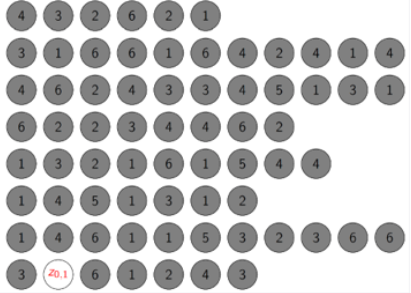 4 3 2 6 2 1
3 1 6 6 1 6 4 2 4 1 4
4 6 2 4 3 3 4 5 1 3 1
6 2 2 3 4 4 6 2
1 3 2 1 6 1 5 4 4
1 4 5 1 3 1 2
1 4 6 1 1 5 3 2 3 6 6
3 z0.1 6 1 2 4 3